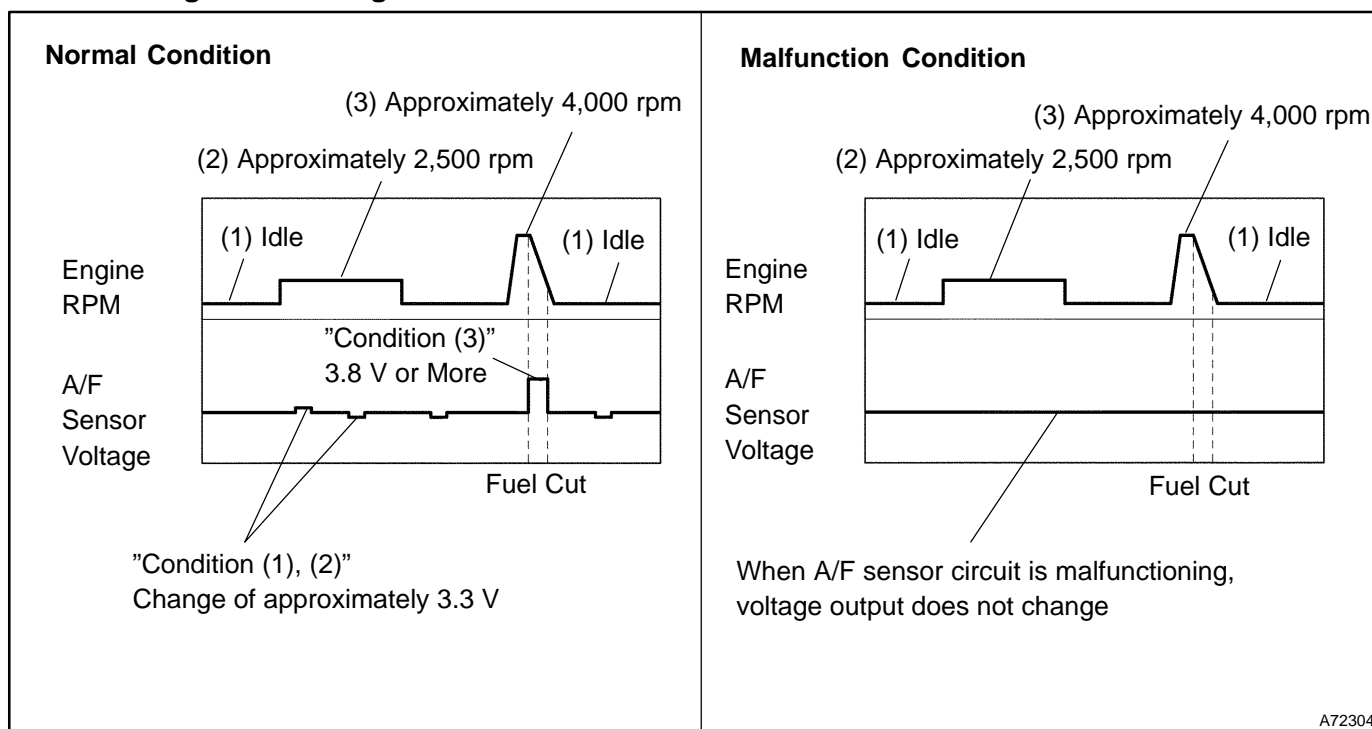 Normal Condition
(3) Approximately 4,000 rpm
(2) Approximately 2,500 rpm
(1) Idle
(1) Idle
Engine
RPM
”Condition (3)”
3.8 V or More
A/F
Sensor
Voltage
Fuel Cut
”Condition (1), (2)”
Change of approximately 3.3 V
Malfunction Condition
(3) Approximately 4,000 rpm
(2) Approximately 2,500 rpm
(1) Idle
(1) Idle
Engine
RPM
A/F
Sensor
Voltage
Fuel Cut
When A/F sensor circuit is malfunctioning,
voltage output does not change
A72304